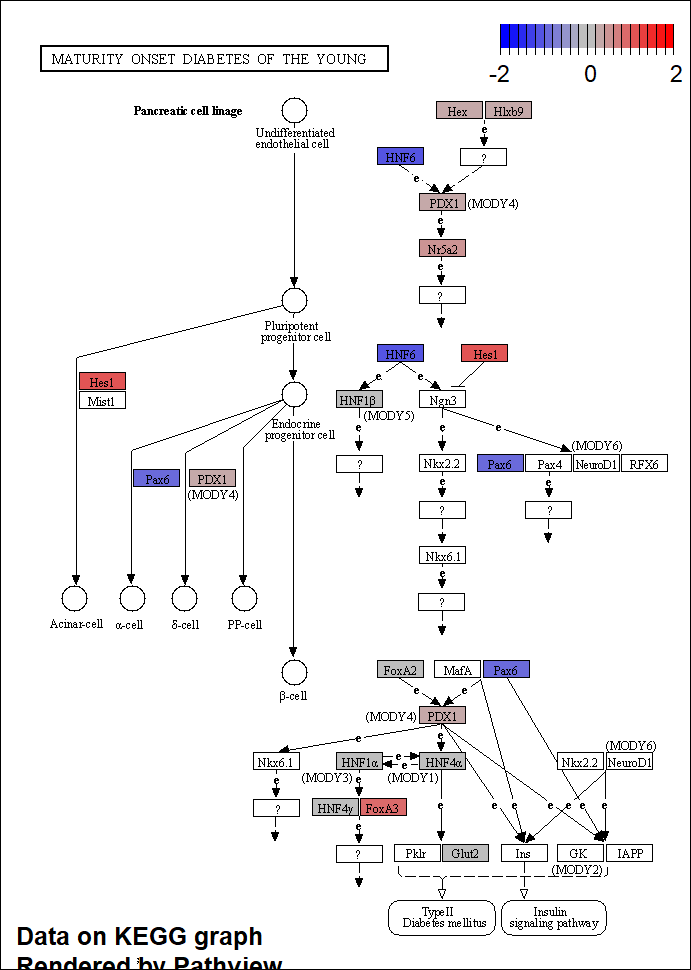 -2 0 2
MATURITY ONSET DIABETES OF THE YOUNG
Pancreatic cell linage
Undifferentiated
endothelial cell
Hex Hlxb9
e
HNF6 ?
e
PDX1 (MODY4)
e
Nr5a2
e
?
Pluripotent
progenitor cell
HNF6 Hes1
e e
Hes1
Mist1
HNF1β Ngn3
(MODY5)
e e e
Endocrine
progenitor cell
(MODY6)
? Nkx2.2 Pax6 Pax4 NeuroD1 RFX6
e e
Pax6 PDX1
(MODY4)
? ?
e
Nkx6.1
e
?
Acinar-cell α-cell δ-cell PP-cell
β-cell
FoxA2 MafA Pax6
e e
(MODY4) PDX1
e e
Nkx6.1 HNF1α e HNF4α Nkx2.2 (MODY6)
NeuroD1
e
(MODY3) (MODY1)
e e
? HNF4γ FoxA3 e e e e e e
e
? Pklr Glut2 Ins GK IAPP
(MODY2)
Type II
Diabetes mellitus
Insulin
signaling pathway
Data on KEGG graph
Rendered by Pathview